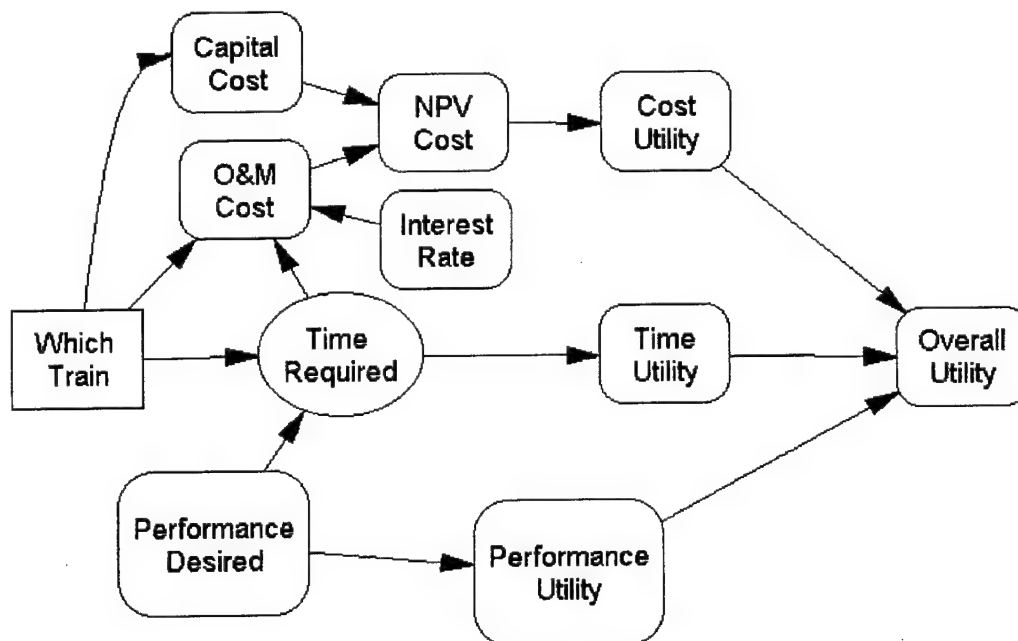 Capital
Cost
NPV
Cost
Cost
Utility
O&M
Cost
Interest
Rate
Which
Train
Time
Required
Time
Utility
Overall
Utility
Performance
Desired
Performance
Utility